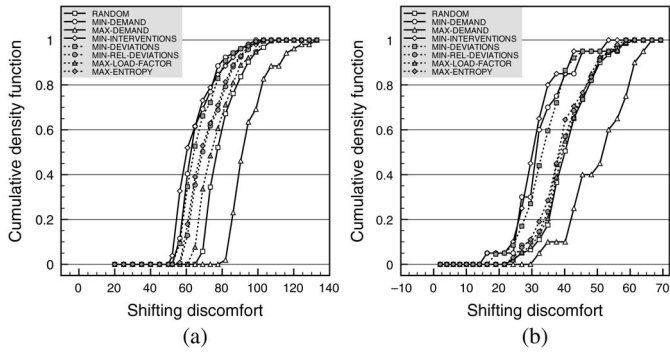 RANDOM
MIN-DEMAND
MAX-DEMAND
MIN-INTERVENTIONS
MIN-DEVIATIONS
MIN-REL-DEVIATIONS
MAX-LOAD-FACTOR
MAX-ENTROPY
Cumulative density function
1
0.8
0.6
0.4
0.2
0
0 20 40 60 80 100 120 140
Shifting discomfort
(a)
RANDOM
MIN-DEMAND
MAX-DEMAND
MIN-INTERVENTIONS
MIN-DEVIATIONS
MIN-REL-DEVIATIONS
MAX-LOAD-FACTOR
MAX-ENTROPY
Cumulative density function
1
0.8
0.6
0.4
0.2
0
−10 0 10 20 30 40 50 60 70
Shifting discomfort
(b)